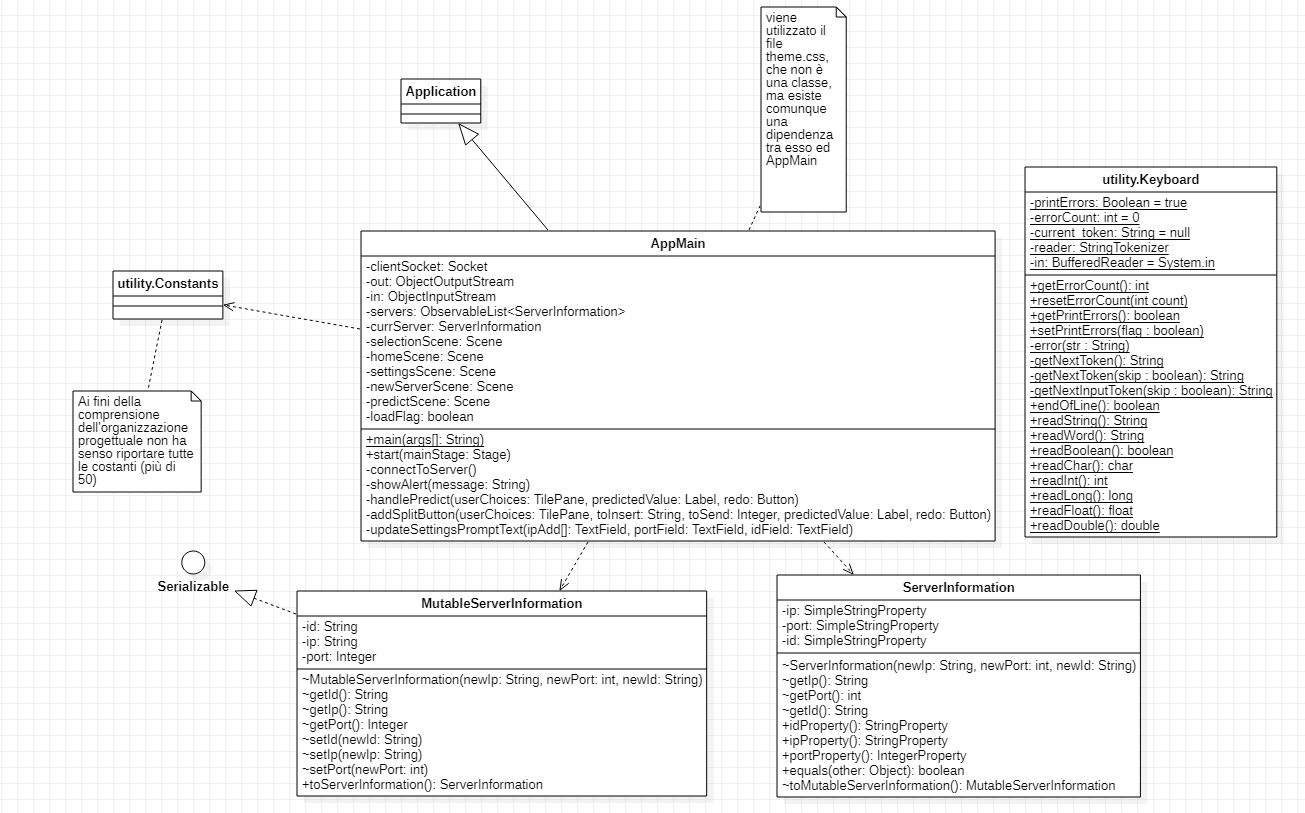 viene
utilizzato il
file
theme.css,
che non è
una classe,
ma esiste
comunque
una
dipendenza
tra esso ed
AppMain
Application
utility.Keyboard
-printErrors: Boolean = true
-errorCount: int = 0
-current_token: String = null
-reader: StringTokenizer
-in: BufferedReader = System.in
+getErrorCount(): int
+resetErrorCount(int count)
+getPrintErrors(): boolean
+setPrintErrors(flag : boolean)
-error(str : String)
-getNextToken(): String
-getNextToken(skip : boolean): String
-getNextInputToken(skip : boolean): String
+endOfLine(): boolean
+readString(): String
+readWord(): String
+readBoolean(): boolean
+readChar(): char
+readInt(): int
+readLong(): long
+readFloat(): float
+readDouble(): double
AppMain
-clientSocket: Socket
-out: ObjectOutputStream
-in: ObjectInputStream
-servers: ObservableList<ServerInformation>
-currServer: ServerInformation
-selectionScene: Scene
-homeScene: Scene
-settingsScene: Scene
-newServerScene: Scene
-predictScene: Scene
-loadFlag: boolean
+main(args[]: String)
+start(mainStage: Stage)
-connectToServer()
-showAlert(message: String)
-handlePredict(userChoices: TilePane, predictedValue: Label, redo: Button)
-addSplitButton(userChoices: TilePane, toInsert: String, toSend: Integer, predictedValue: Label, redo: Button)
-updateSettingsPromptText(ipAdd[]: TextField, portField: TextField, idField: TextField)
utility.Constants
Ai fini della
comprensione
dell'organizzazione
progettuale non ha
senso riportare tutte
le costanti (più di
50)
Serializable
MutableServerInformation
-id: String
-ip: String
-port: Integer
~MutableServerInformation(newIp: String, newPort: int, newId: String)
~getId(): String
~getIp(): String
~getPort(): Integer
~setId(newId: String)
~setIp(newIp: String)
~setPort(newPort: int)
+toServerInformation(): ServerInformation
ServerInformation
-ip: SimpleStringProperty
-port: SimpleStringProperty
-id: SimpleStringProperty
~ServerInformation(newIp: String, newPort: int, newId: String)
~getIp(): String
~getPort(): int
~getId(): String
+idProperty(): StringProperty
+ipProperty(): StringProperty
+portProperty(): IntegerProperty
+equals(other: Object): boolean
~toMutableServerInformation(): MutableServerInformation